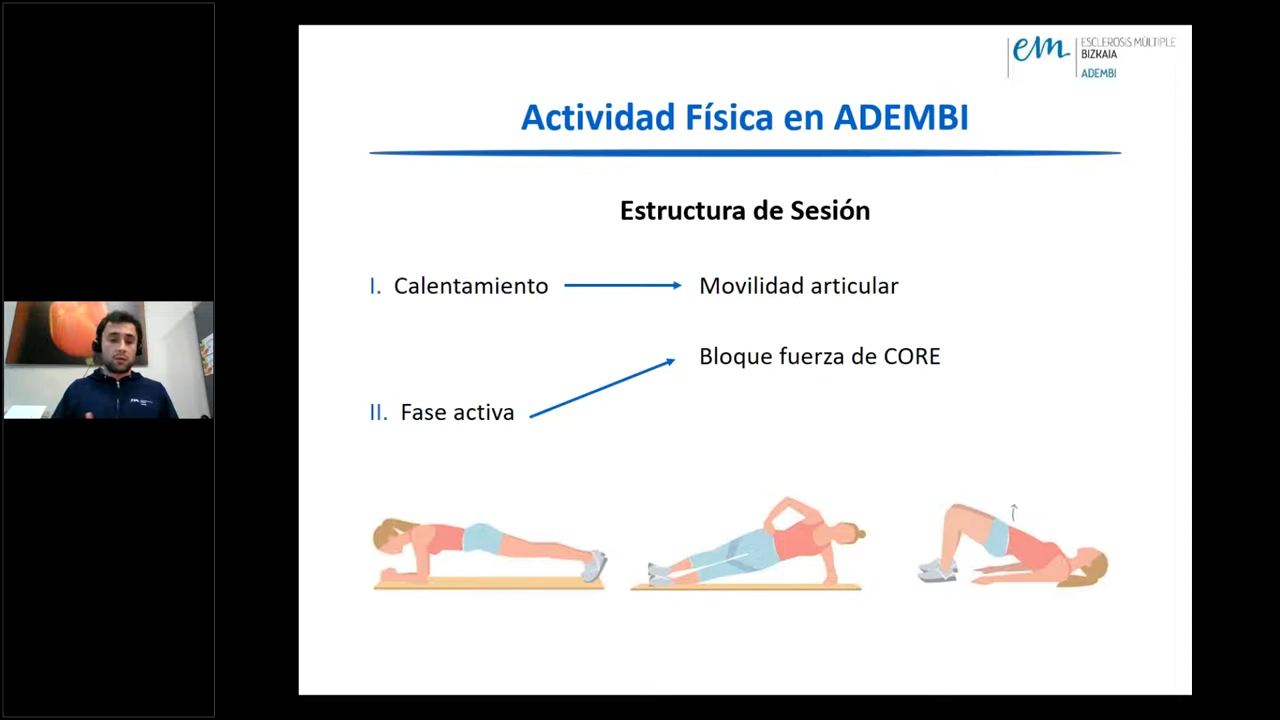 em
ESCLEROSIS MÚLTIPLE
BIZKAIA
ADEMBI
Actividad Física en ADEMBI
Estructura de Sesión
I. Calentamiento
Movilidad articular
Bloque fuerza de CORE
II. Fase activa